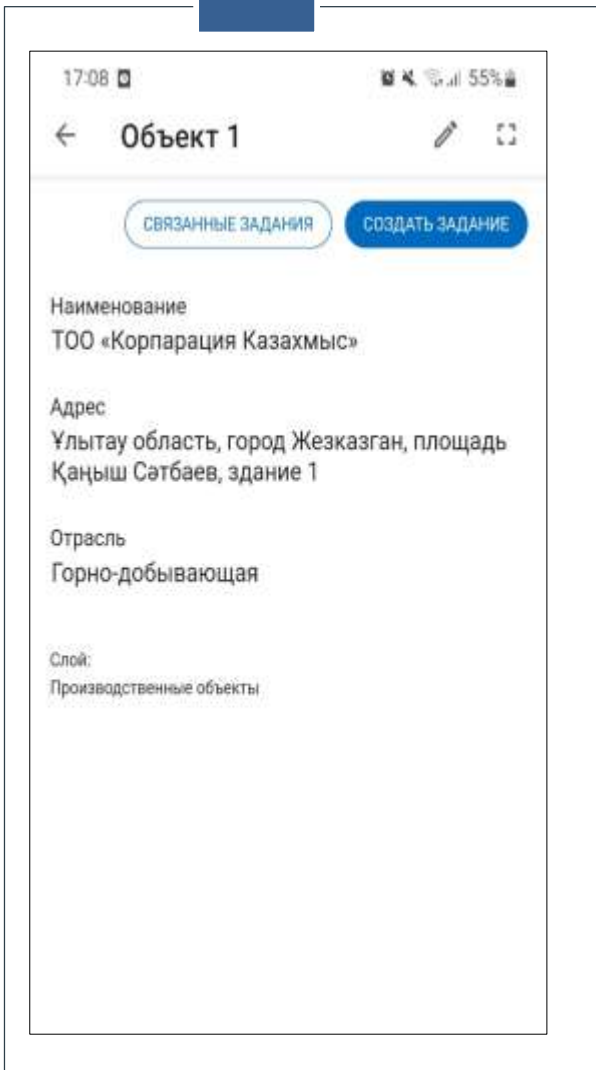 17:08
55%
Объект 1
СВЯЗАННЫЕ ЗАДАНИЯ
СОЗДАТЬ ЗАДАНИЕ
Наименование
ТОО «Корпарация Казахмыс»
Адрес
Ұлытау область, город Жезказган, площадь
Қаңыш Сәтбаев, здание 1
Отрасль
Горно-добывающая
Слой:
Производственные объекты